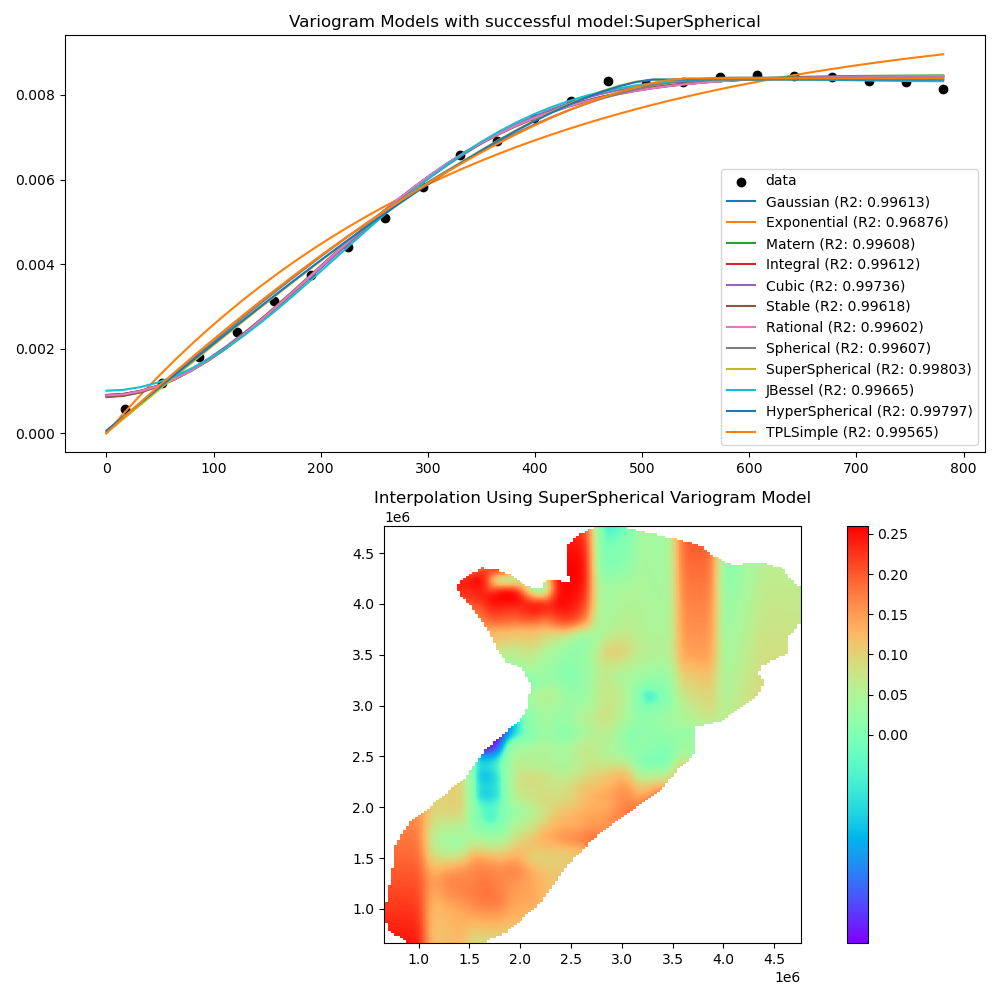 Variogram Models with successful model:SuperSpherical
0.008
0.006
0.004
0.002
0.000
data
Gaussian (R2: 0.99613)
Exponential (R2: 0.96876)
Matern (R2: 0.99608)
Integral (R2: 0.99612)
Cubic (R2: 0.99736)
Stable (R2: 0.99618)
Rational (R2: 0.99602)
Spherical (R2: 0.99607)
SuperSpherical (R2: 0.99803)
JBessel (R2: 0.99665)
HyperSpherical (R2: 0.99797)
TPLSimple (R2: 0.99565)
0 100 200 300 400 500 600 700 800
Interpolation Using SuperSpherical Variogram Model
1e6
4.5
4.0
3.5
3.0
2.5
2.0
1.5
1.0
1.0 1.5 2.0 2.5 3.0 3.5 4.0 4.5
1e6
0.25
0.20
0.15
0.10
0.05
0.00